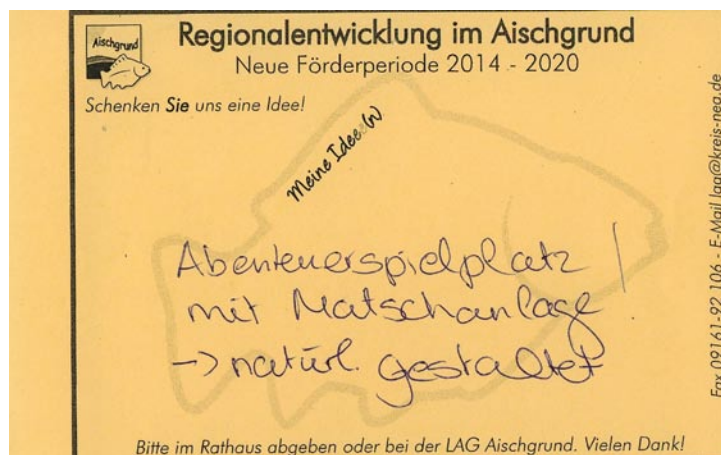 Aischgrund
Regionalentwicklung im Aischgrund
Neue Förderperiode 2014 - 2020
Schenken Sie uns eine Idee!
Meine Idee(n)
Abenteuerspielplatz /
mit Matschanlage
-> natürl. gestaltet
Fax 09161-92 106 - E-Mail lag@kreis-nea.de
Bitte im Rathaus abgeben oder bei der LAG Aischgrund. Vielen Dank!